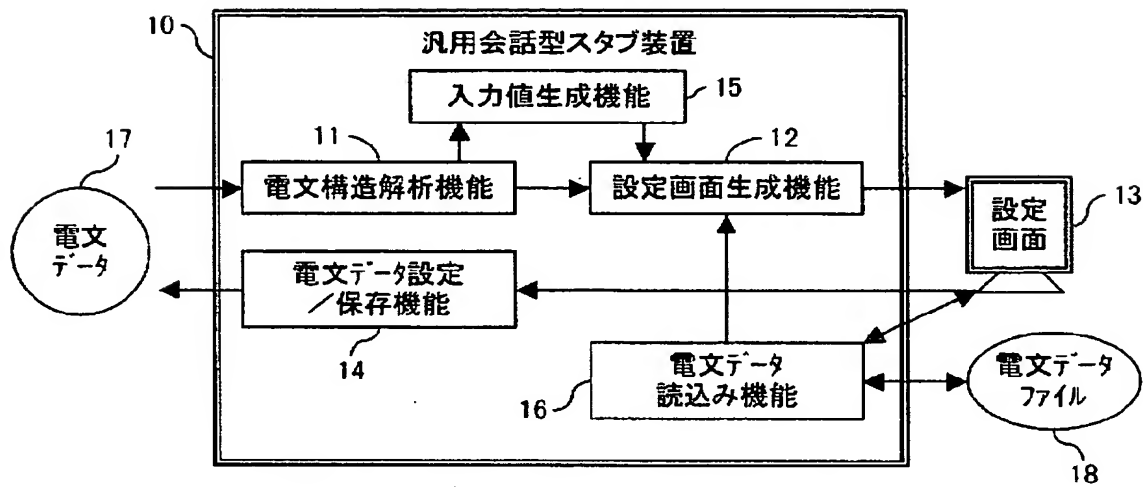 10
汎用会話型スタブ装置
入力値生成機能
15
17
11
12
電文構造解析機能
設定画面生成機能
13
設定
画面
電文
データ
電文データ設定
／保存機能
14
電文データ
読込み機能
16
電文データ
ファイル
18